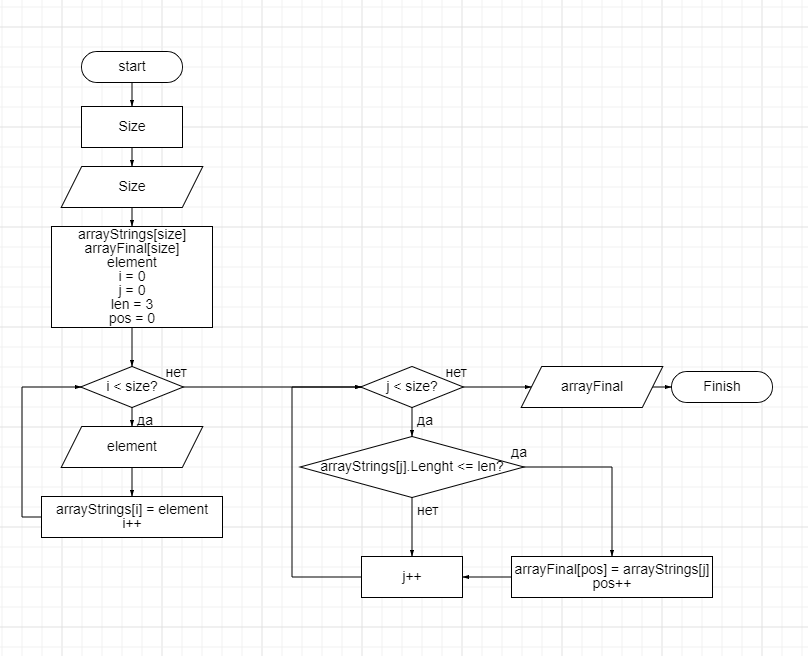 start
Size
Size
arrayStrings[size]
arrayFinal[size]
element
i = 0
j = 0
len = 3
pos = 0
i < size?
нет
да
element
arrayStrings[i] = element
i++
j < size?
нет
да
arrayFinal
Finish
arrayStrings[j].Lenght <= len?
да
нет
j++
arrayFinal[pos] = arrayStrings[j]
pos++